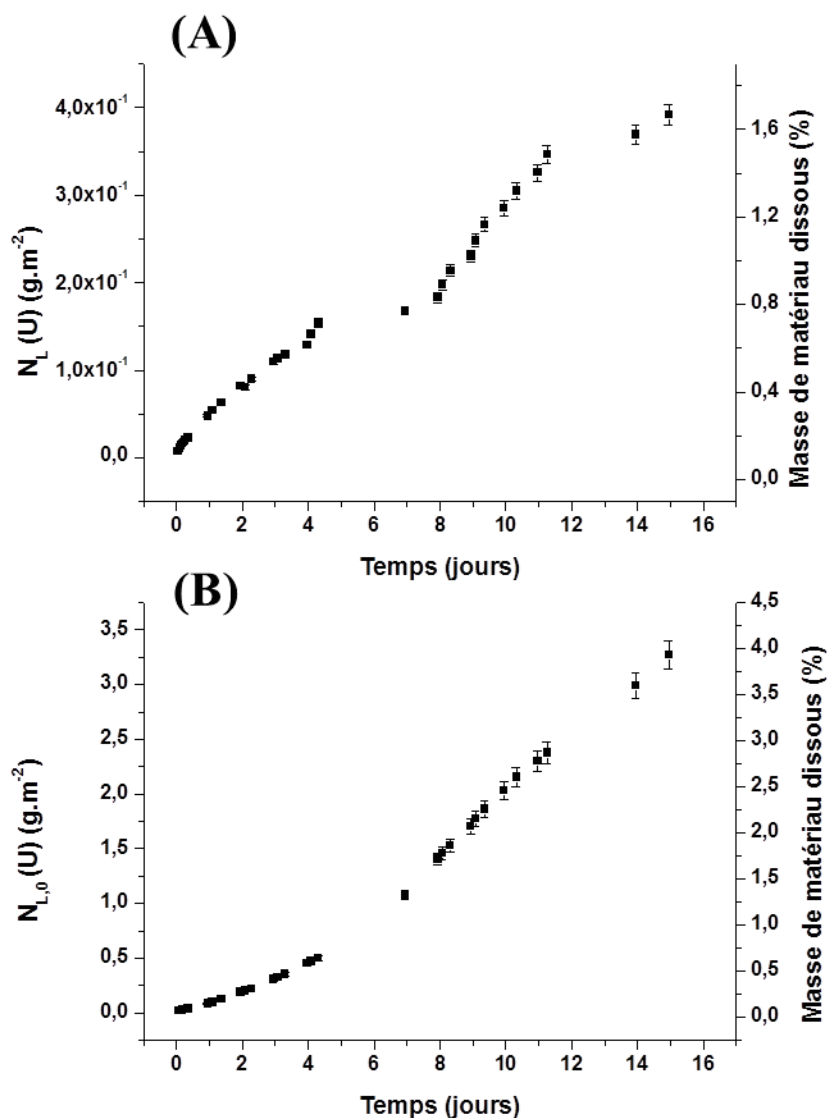 (A)
4,0x10⁻¹
3,0x10⁻¹
2,0x10⁻¹
1,0x10⁻¹
0,0
N_L (U) (g.m⁻²)
1,6
1,2
0,8
0,4
0,0
Masse de matériau dissous (%)
0 2 4 6 8 10 12 14 16
Temps (jours)
(B)
3,5
3,0
2,5
2,0
1,5
1,0
0,5
0,0
N_L,0 (U) (g.m⁻²)
4,5
4,0
3,5
3,0
2,5
2,0
1,5
1,0
0,5
0,0
Masse de matériau dissous (%)
0 2 4 6 8 10 12 14 16
Temps (jours)